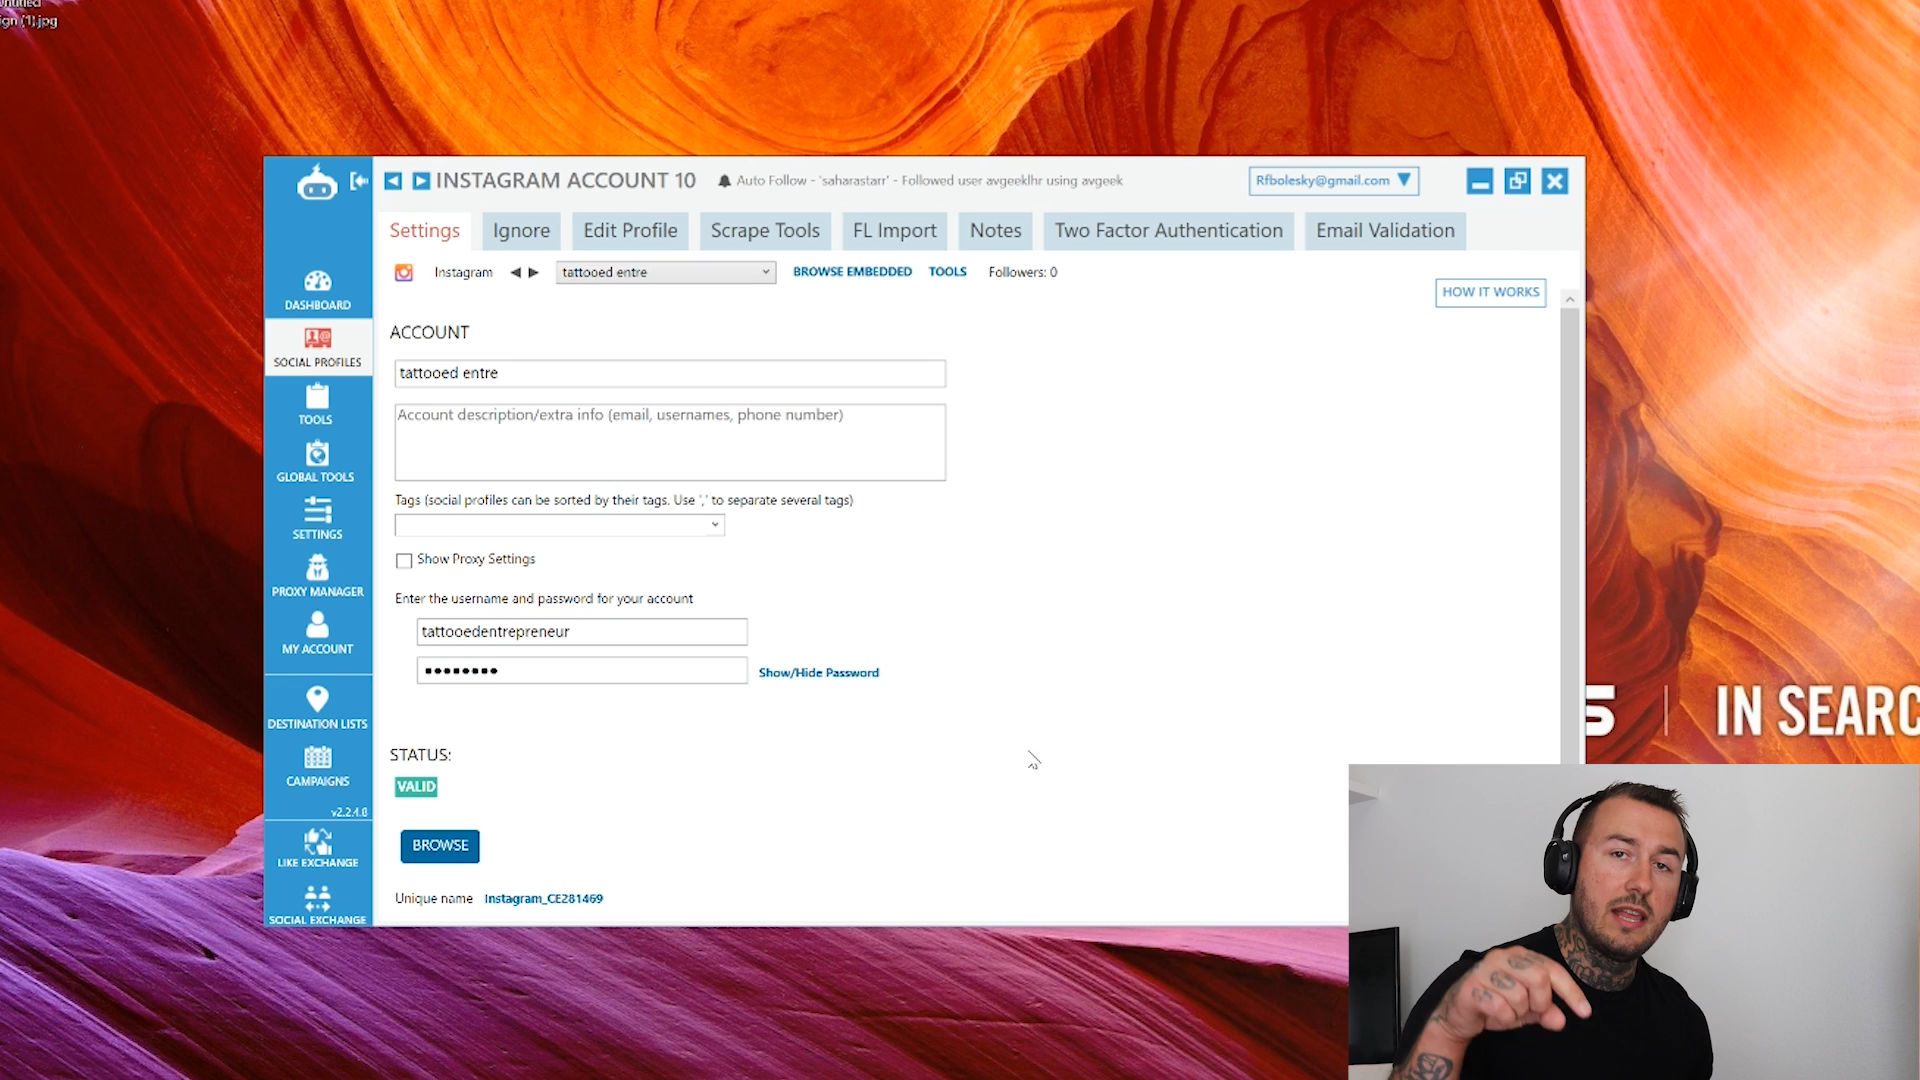 ign (1).jpg
INSTAGRAM ACCOUNT 10
Auto Follow - 'saharastarr' - Followed user avgeeklhr using avgeek
Rfbolesky@gmail.com
Settings
Ignore
Edit Profile
Scrape Tools
FL Import
Notes
Two Factor Authentication
Email Validation
Instagram
tattooed entre
BROWSE EMBEDDED
TOOLS
Followers: 0
HOW IT WORKS
DASHBOARD
SOCIAL PROFILES
TOOLS
GLOBAL TOOLS
SETTINGS
PROXY MANAGER
MY ACCOUNT
DESTINATION LISTS
CAMPAIGNS
v2.2.4.8
LIKE EXCHANGE
SOCIAL EXCHANGE
ACCOUNT
tattooed entre
Account description/extra info (email, usernames, phone number)
Tags (social profiles can be sorted by their tags. Use ',' to separate several tags)
Show Proxy Settings
Enter the username and password for your account
tattooedentrepreneur
Show/Hide Password
STATUS:
VALID
BROWSE
Unique name Instagram_CE281469
IN SEARC